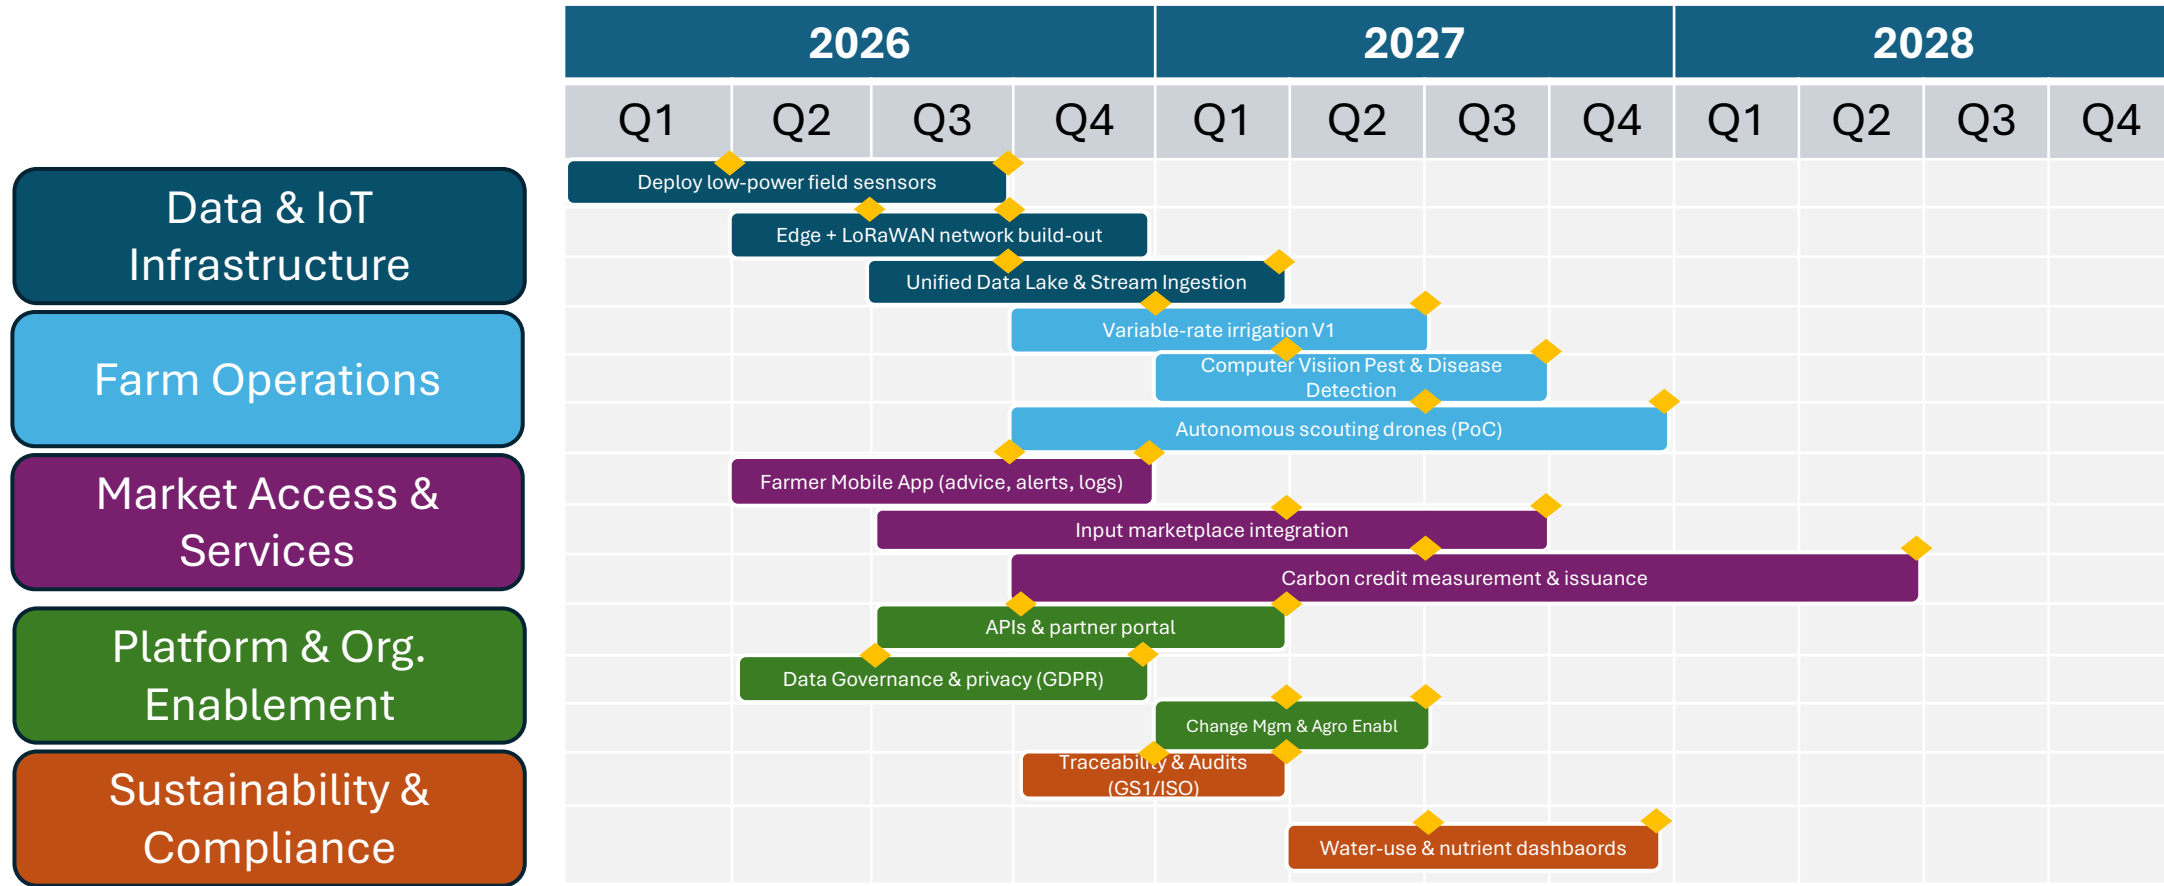 2026 2027 2028
Q1 Q2 Q3 Q4 Q1 Q2 Q3 Q4 Q1 Q2 Q3 Q4
Data & IoT
Infrastructure
Deploy low-power field sesnsors
Edge + LoRaWAN network build-out
Unified Data Lake & Stream Ingestion
Farm Operations
Variable-rate irrigation V1
Computer Visiion Pest & Disease
Detection
Autonomous scouting drones (PoC)
Market Access &
Services
Farmer Mobile App (advice, alerts, logs)
Input marketplace integration
Carbon credit measurement & issuance
Platform & Org.
Enablement
APIs & partner portal
Data Governance & privacy (GDPR)
Change Mgm & Agro Enabl
Sustainability &
Compliance
Traceability & Audits
(GS1/ISO)
Water-use & nutrient dashbaords